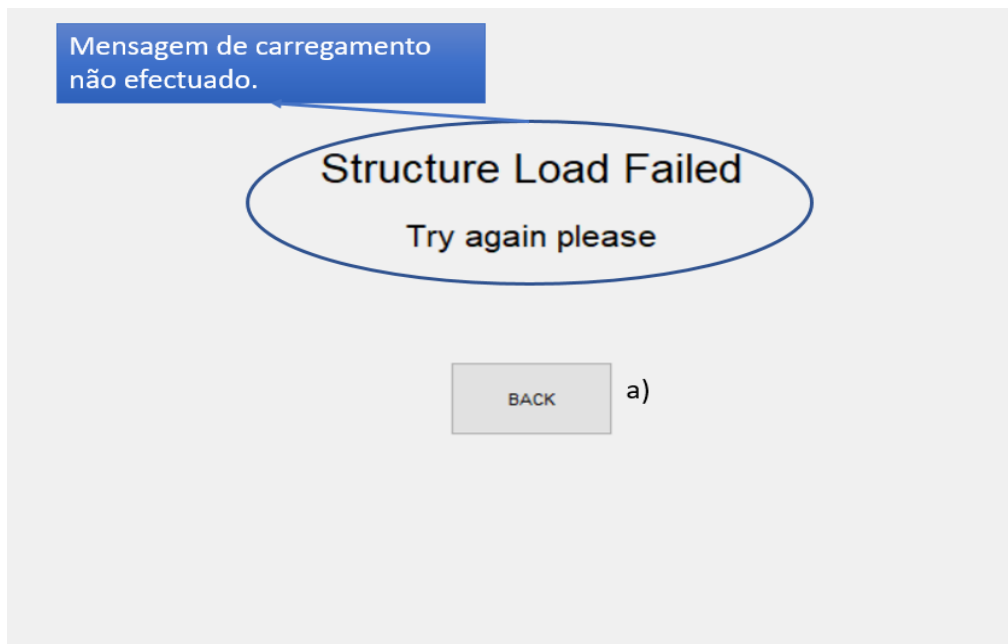 Mensagem de carregamento
não efectuado.
Structure Load Failed
Try again please
BACK
a)